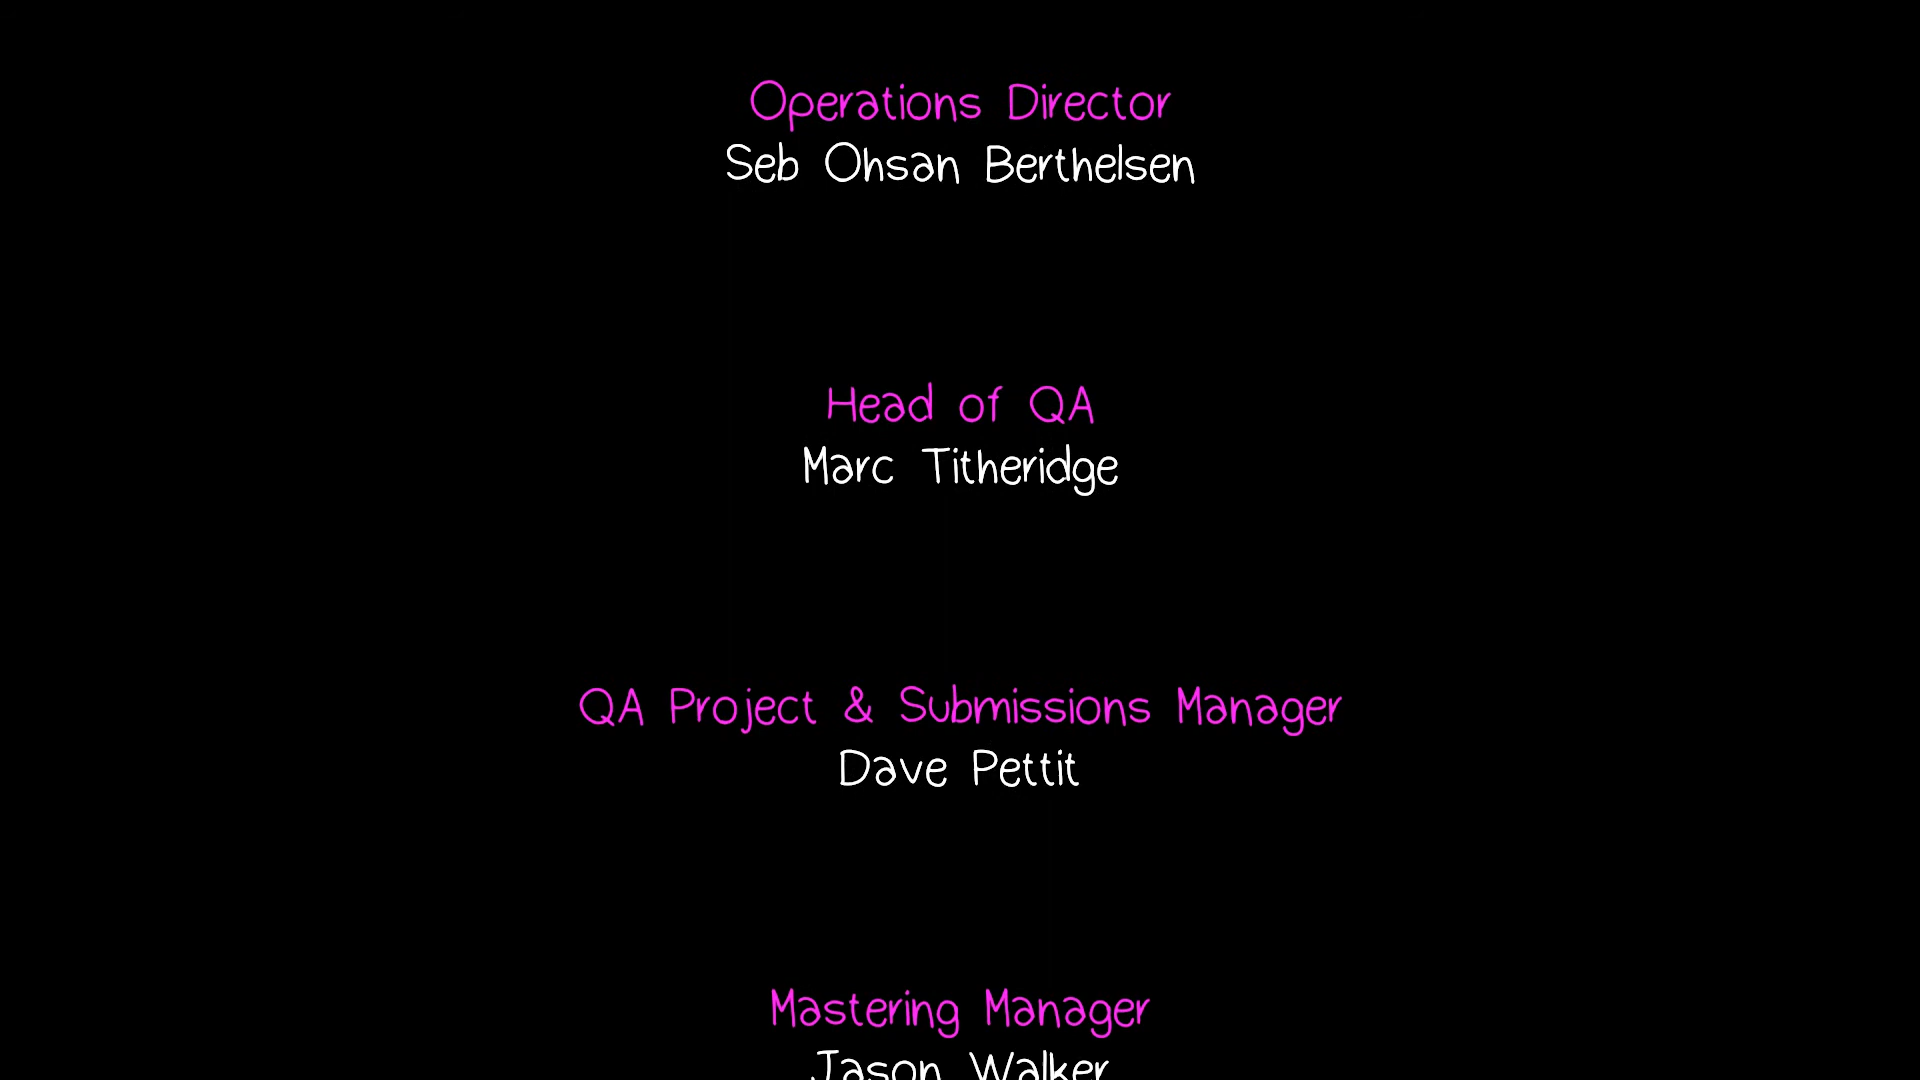 Operations Director
Seb Ohsan Berthelsen
Head of QA
Marc Titheridge
QA Project & Submissions Manager
Dave Pettit
Mastering Manager
Jason Walker